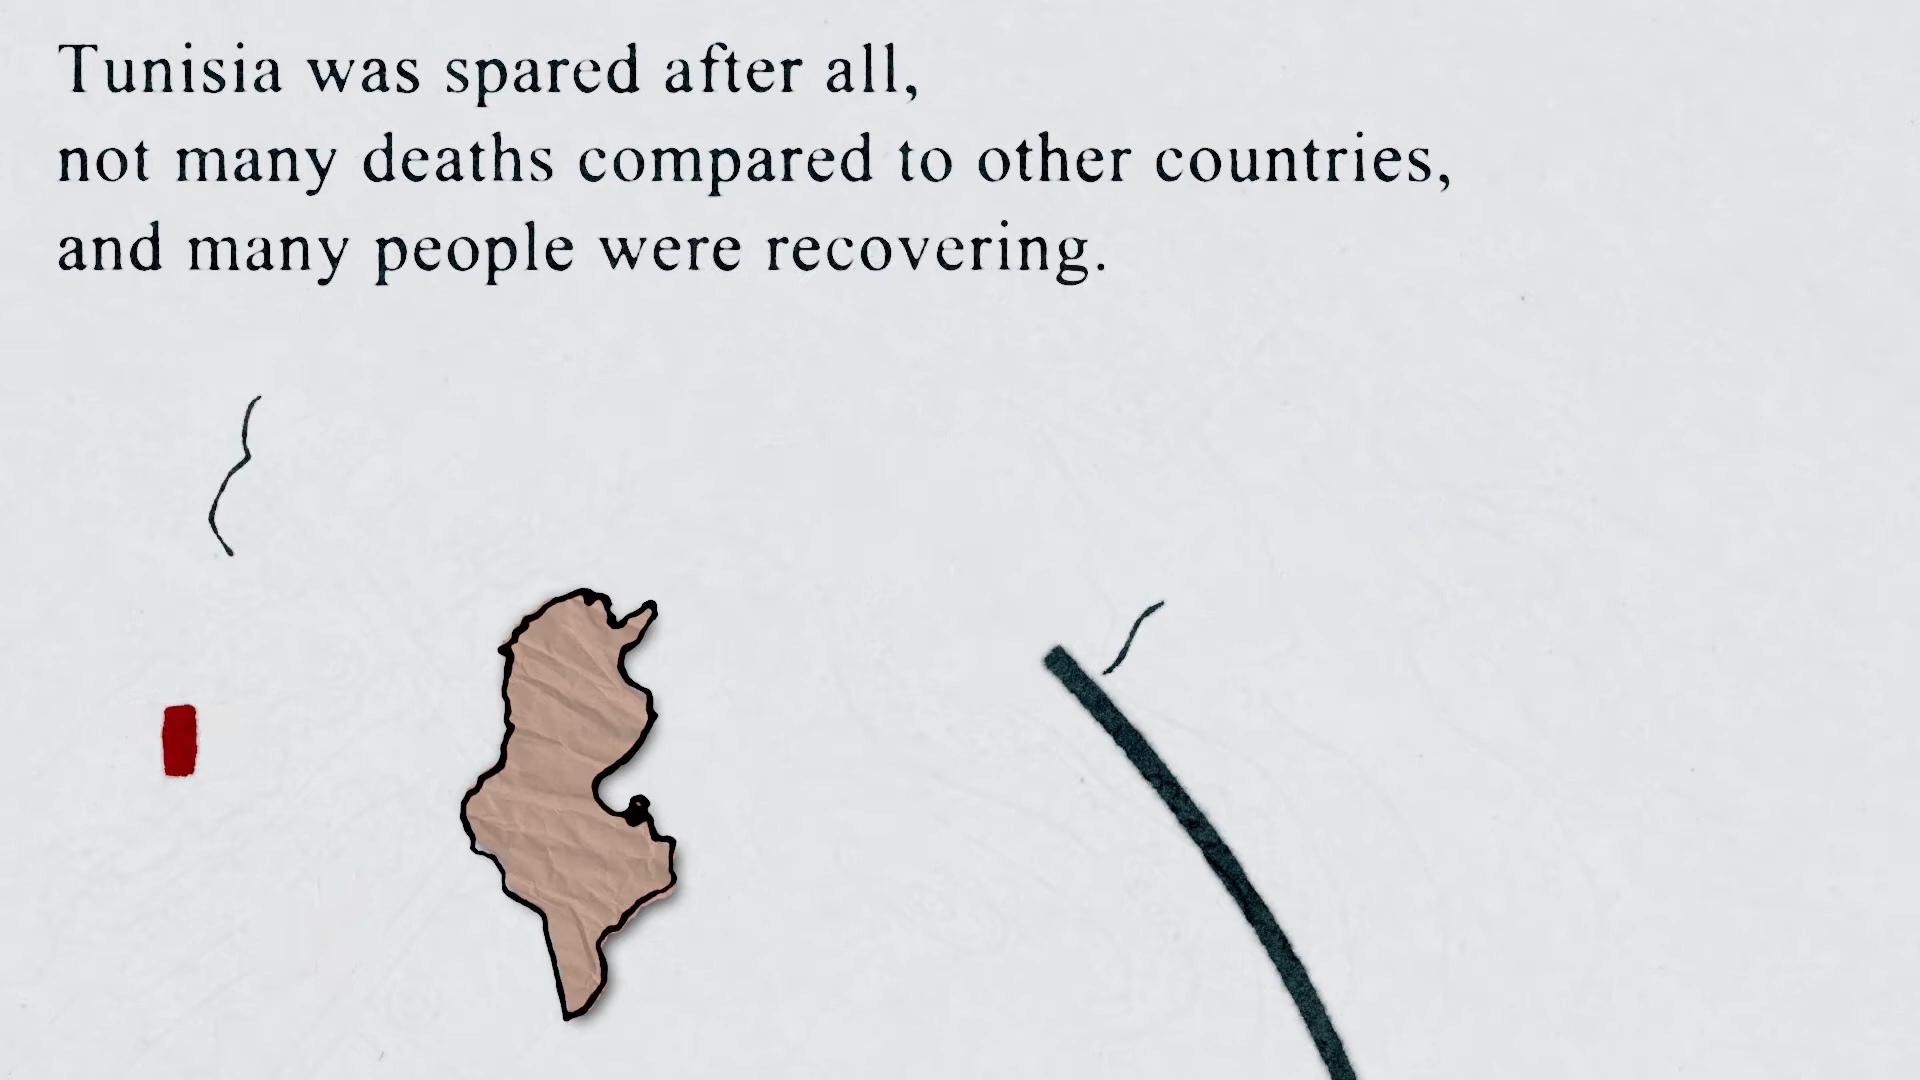 Tunisia was spared after all,
not many deaths compared to other countries,
and many people were recovering.